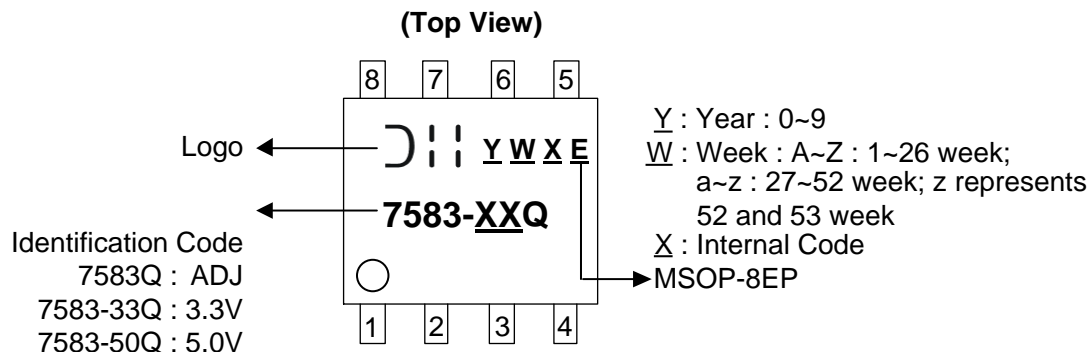 (Top View)
8 7 6 5
Logo
Y W X E
7583-XXQ
Identification Code
7583Q : ADJ
7583-33Q : 3.3V
7583-50Q : 5.0V
1 2 3 4
Y : Year : 0~9
W : Week : A~Z : 1~26 week;
a~z : 27~52 week; z represents
52 and 53 week
X : Internal Code
MSOP-8EP